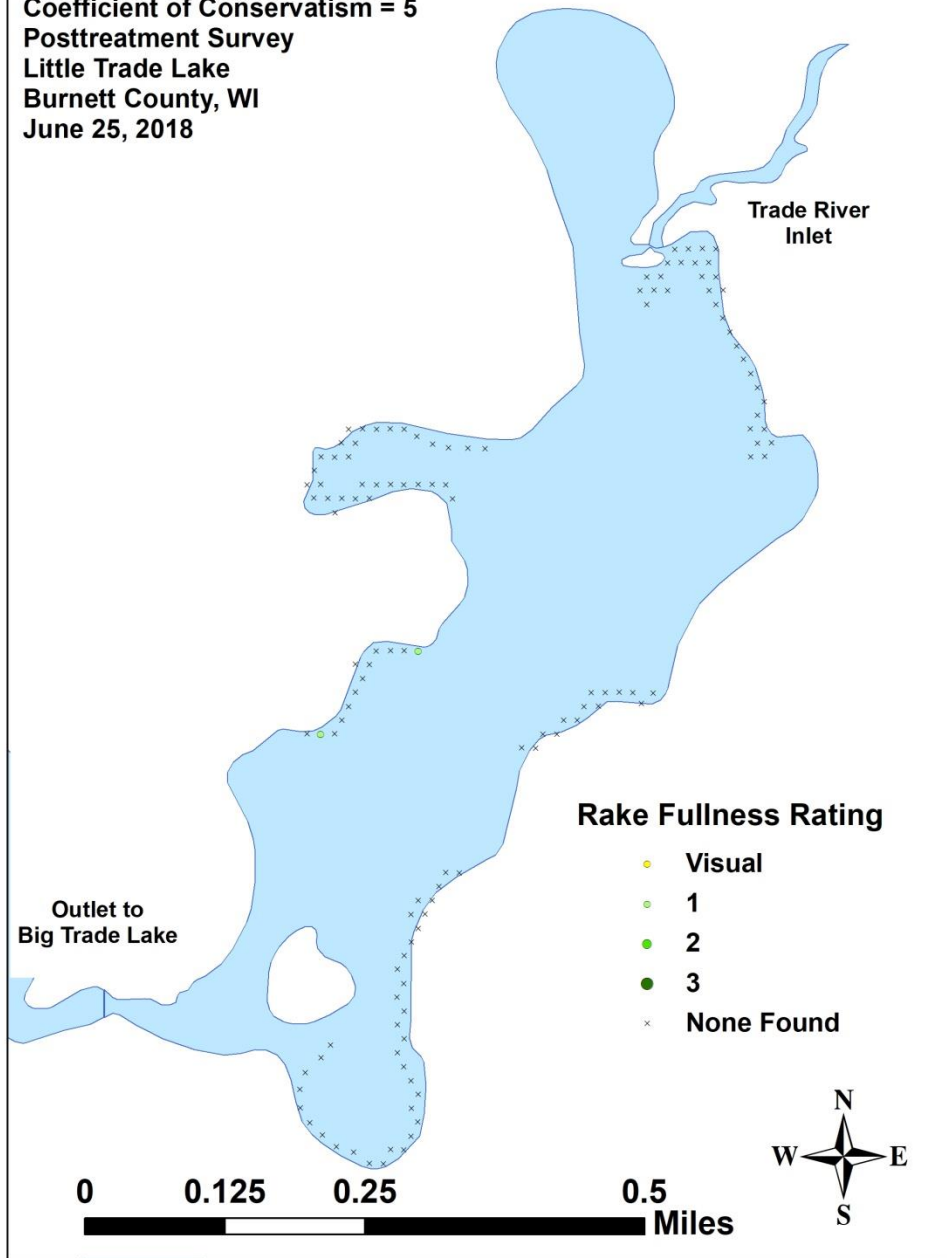 Coefficient of Conservatism = 5
Posttreatment Survey
Little Trade Lake
Burnett County, WI
June 25, 2018
Trade River
Inlet
Rake Fullness Rating
Visual
1
2
3
None Found
Outlet to
Big Trade Lake
N
W E
S
0 0.125 0.25 0.5
Miles